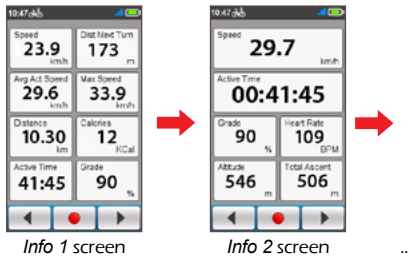 10:47
10:47
Speed
23.9
km/h
Dist Next Turn
173
m
Avg Act Speed
29.6
km/h
Max Speed
33.9
km/h
Distance
10.30
km
Calories
12
KCal
Active Time
41:45
Grade
90
%
Speed
29.7
km/h
Active Time
00:41:45
Grade
90
%
Heart Rate
109
BPM
Altitude
546
m
Total Ascent
506
m
Info 1 screen
Info 2 screen
..